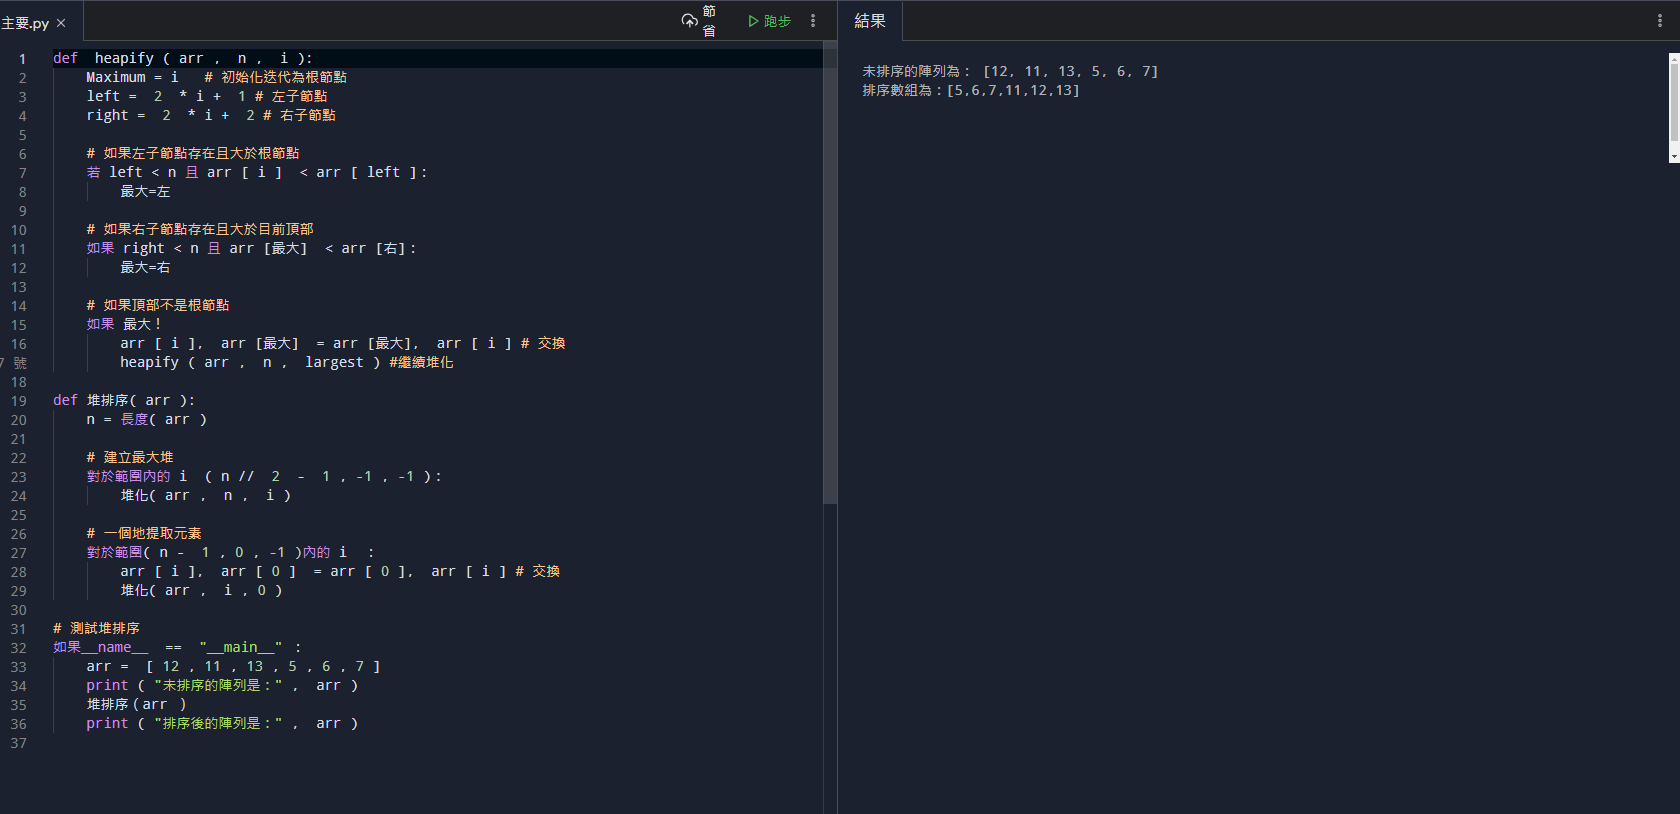 主要.py ×
節省
跑步
結果
1 def heapify ( arr , n , i ):
2 Maximum = i # 初始化迭代為根節點
3 left = 2 * i + 1 # 左子節點
4 right = 2 * i + 2 # 右子節點
5
6 # 如果左子節點存在且大於根節點
7 若 left < n 且 arr [ i ] < arr [ left ]:
8 最大=左
9
10 # 如果右子節點存在且大於目前頂部
11 如果 right < n 且 arr [最大] < arr [右]:
12 最大=右
13
14 # 如果頂部不是根節點
15 如果 最大！
16 arr [ i ], arr [最大] = arr [最大], arr [ i ] # 交換
7 號 heapify ( arr , n , largest ) #繼續堆化
18
19 def 堆排序( arr ):
20 n = 長度( arr )
21
22 # 建立最大堆
23 對於範圍內的 i ( n // 2 - 1 , -1 , -1 ):
24 堆化( arr , n , i )
25
26 # 一個地提取元素
27 對於範圍( n - 1 , 0 , -1 )內的 i :
28 arr [ i ], arr [ 0 ] = arr [ 0 ], arr [ i ] # 交換
29 堆化( arr , i , 0 )
30
31 # 測試堆排序
32 如果__name__ == "__main__" :
33 arr = [ 12 , 11 , 13 , 5 , 6 , 7 ]
34 print ( "未排序的陣列是：" , arr )
35 堆排序（arr ）
36 print ( "排序後的陣列是：" , arr )
37
未排序的陣列為： [12, 11, 13, 5, 6, 7]
排序數組為：[5,6,7,11,12,13]